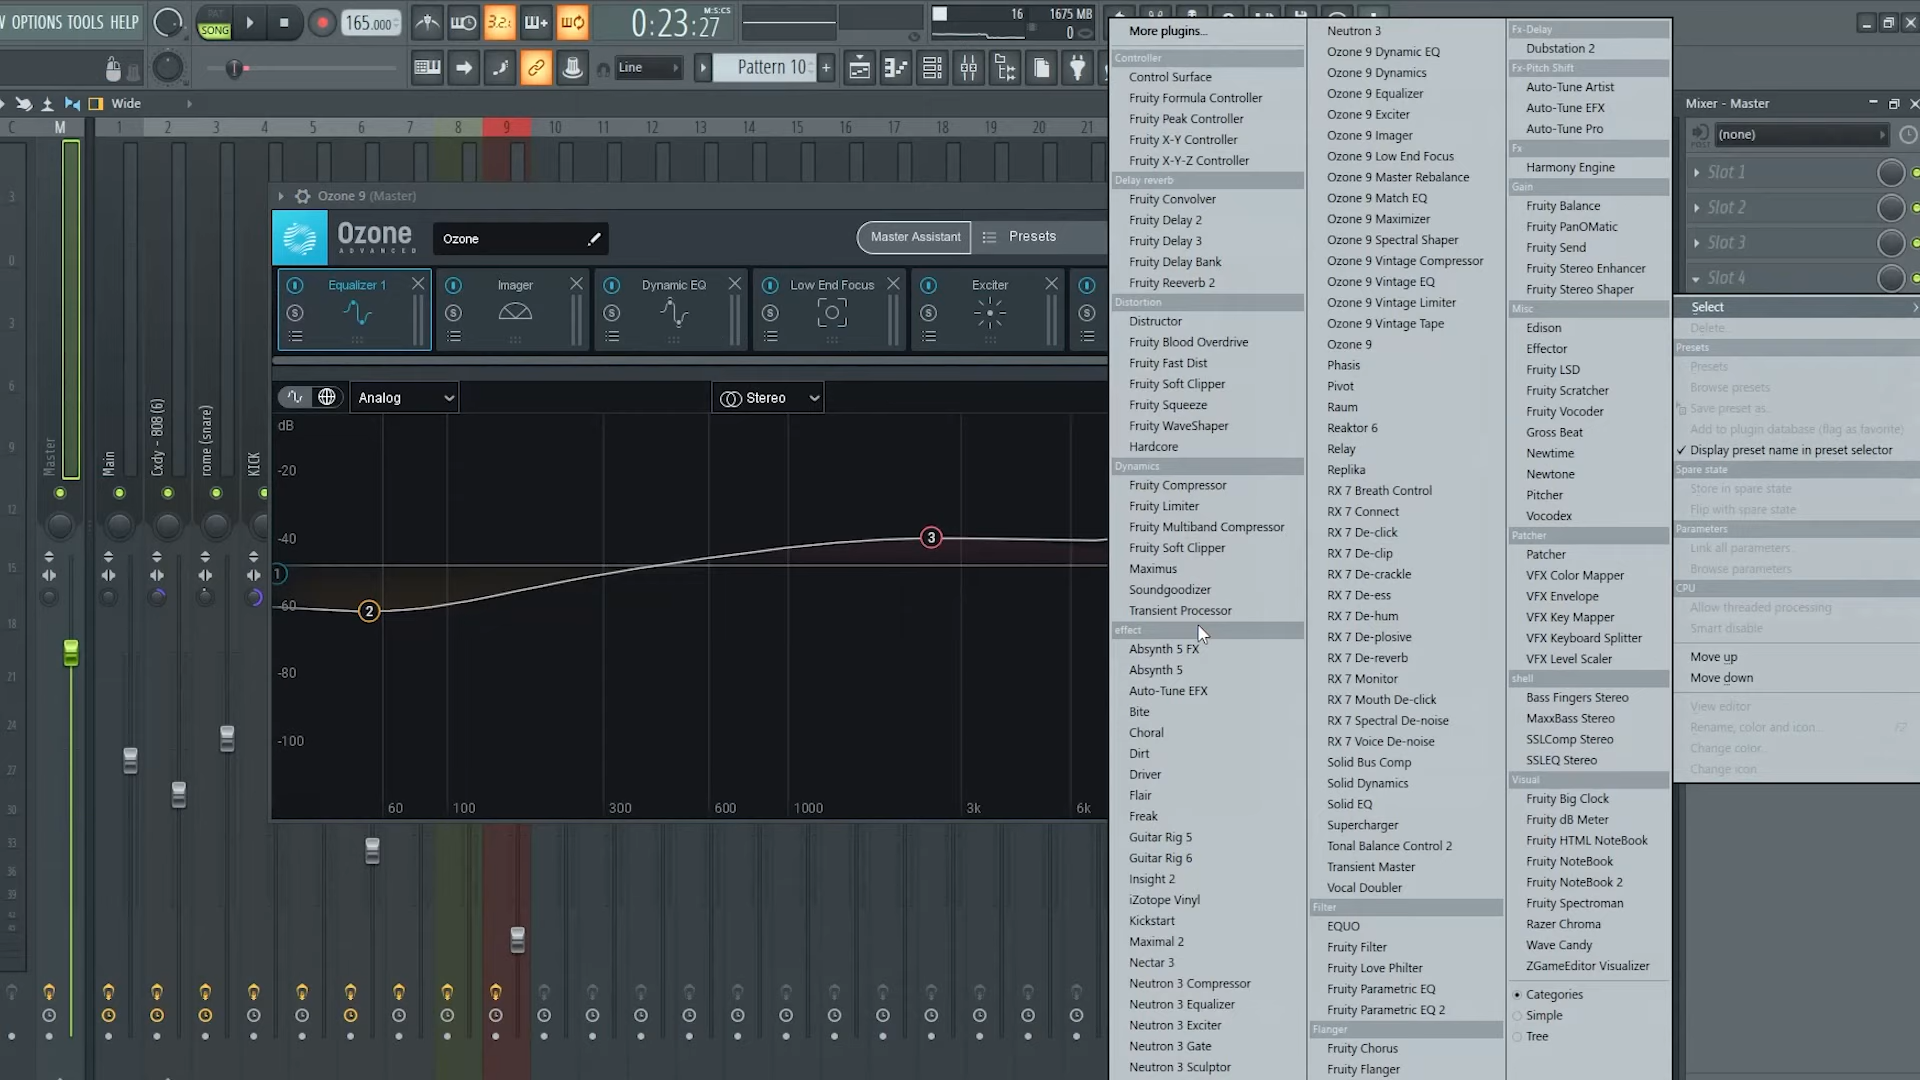 W OPTIONS TOOLS HELP
PAT
SONG
165.000
3.2:
0:23:27
M:S:CS
16
1675 MB
0
Line
Pattern 10
Wide
C M 1 2 3 4 5 6 7 8 9 10 11 12 13 14 15 16 17 18 19 20 21
Ozone 9 (Master)
Ozone
ADVANCED
Ozone
Master Assistant
Presets
Equalizer 1
Imager
Dynamic EQ
Low End Focus
Exciter
S
S
S
S
S
S
Analog
Stereo
dB
-20
-40
-60
-80
-100
1
2
3
60
100
300
600
1000
3k
6k
3
0
3
6
9
12
15
18
21
24
27
30
33
36
39
Master
Main
Cxdy - 808 (6)
rome (snare)
KICK
More plugins...
Controller
Control Surface
Fruity Formula Controller
Fruity Peak Controller
Fruity X-Y Controller
Fruity X-Y-Z Controller
Delay reverb
Fruity Convolver
Fruity Delay 2
Fruity Delay 3
Fruity Delay Bank
Fruity Reeverb 2
Distortion
Distructor
Fruity Blood Overdrive
Fruity Fast Dist
Fruity Soft Clipper
Fruity Squeeze
Fruity WaveShaper
Hardcore
Dynamics
Fruity Compressor
Fruity Limiter
Fruity Multiband Compressor
Fruity Soft Clipper
Maximus
Soundgoodizer
Transient Processor
effect
Absynth 5 FX
Absynth 5
Auto-Tune EFX
Bite
Choral
Dirt
Driver
Flair
Freak
Guitar Rig 5
Guitar Rig 6
Insight 2
iZotope Vinyl
Kickstart
Maximal 2
Nectar 3
Neutron 3 Compressor
Neutron 3 Equalizer
Neutron 3 Exciter
Neutron 3 Gate
Neutron 3 Sculptor
Neutron 3
Ozone 9 Dynamic EQ
Ozone 9 Dynamics
Ozone 9 Equalizer
Ozone 9 Exciter
Ozone 9 Imager
Ozone 9 Low End Focus
Ozone 9 Master Rebalance
Ozone 9 Match EQ
Ozone 9 Maximizer
Ozone 9 Spectral Shaper
Ozone 9 Vintage Compressor
Ozone 9 Vintage EQ
Ozone 9 Vintage Limiter
Ozone 9 Vintage Tape
Ozone 9
Phasis
Pivot
Raum
Reaktor 6
Relay
Replika
RX 7 Breath Control
RX 7 Connect
RX 7 De-click
RX 7 De-clip
RX 7 De-crackle
RX 7 De-ess
RX 7 De-hum
RX 7 De-plosive
RX 7 De-reverb
RX 7 Monitor
RX 7 Mouth De-click
RX 7 Spectral De-noise
RX 7 Voice De-noise
Solid Bus Comp
Solid Dynamics
Solid EQ
Supercharger
Tonal Balance Control 2
Transient Master
Vocal Doubler
Filter
EQUO
Fruity Filter
Fruity Love Philter
Fruity Parametric EQ
Fruity Parametric EQ 2
Flanger
Fruity Chorus
Fruity Flanger
Fx-Delay
Dubstation 2
Fx-Pitch Shift
Auto-Tune Artist
Auto-Tune EFX
Auto-Tune Pro
Fx
Harmony Engine
Gain
Fruity Balance
Fruity PanOMatic
Fruity Send
Fruity Stereo Enhancer
Fruity Stereo Shaper
Misc
Edison
Effector
Fruity LSD
Fruity Scratcher
Fruity Vocoder
Gross Beat
Newtime
Newtone
Pitcher
Vocodex
Patcher
Patcher
VFX Color Mapper
VFX Envelope
VFX Key Mapper
VFX Keyboard Splitter
VFX Level Scaler
shell
Bass Fingers Stereo
MaxxBass Stereo
SSLComp Stereo
SSLEQ Stereo
Visual
Fruity Big Clock
Fruity dB Meter
Fruity HTML NoteBook
Fruity NoteBook
Fruity NoteBook 2
Fruity Spectroman
Razer Chroma
Wave Candy
ZGameEditor Visualizer
Categories
Simple
Tree
Mixer - Master
POST
(none)
Slot 1
Slot 2
Slot 3
Slot 4
Select
Delete...
Presets
Presets
Browse presets
Save preset as...
Add to plugin database (flag as favorite)
Display preset name in preset selector
Spare state
Store in spare state
Flip with spare state
Parameters
Link all parameters...
Browse parameters
CPU
Allow threaded processing
Smart disable
Move up
Move down
View editor
Rename, color and icon... F2
Change color...
Change icon...